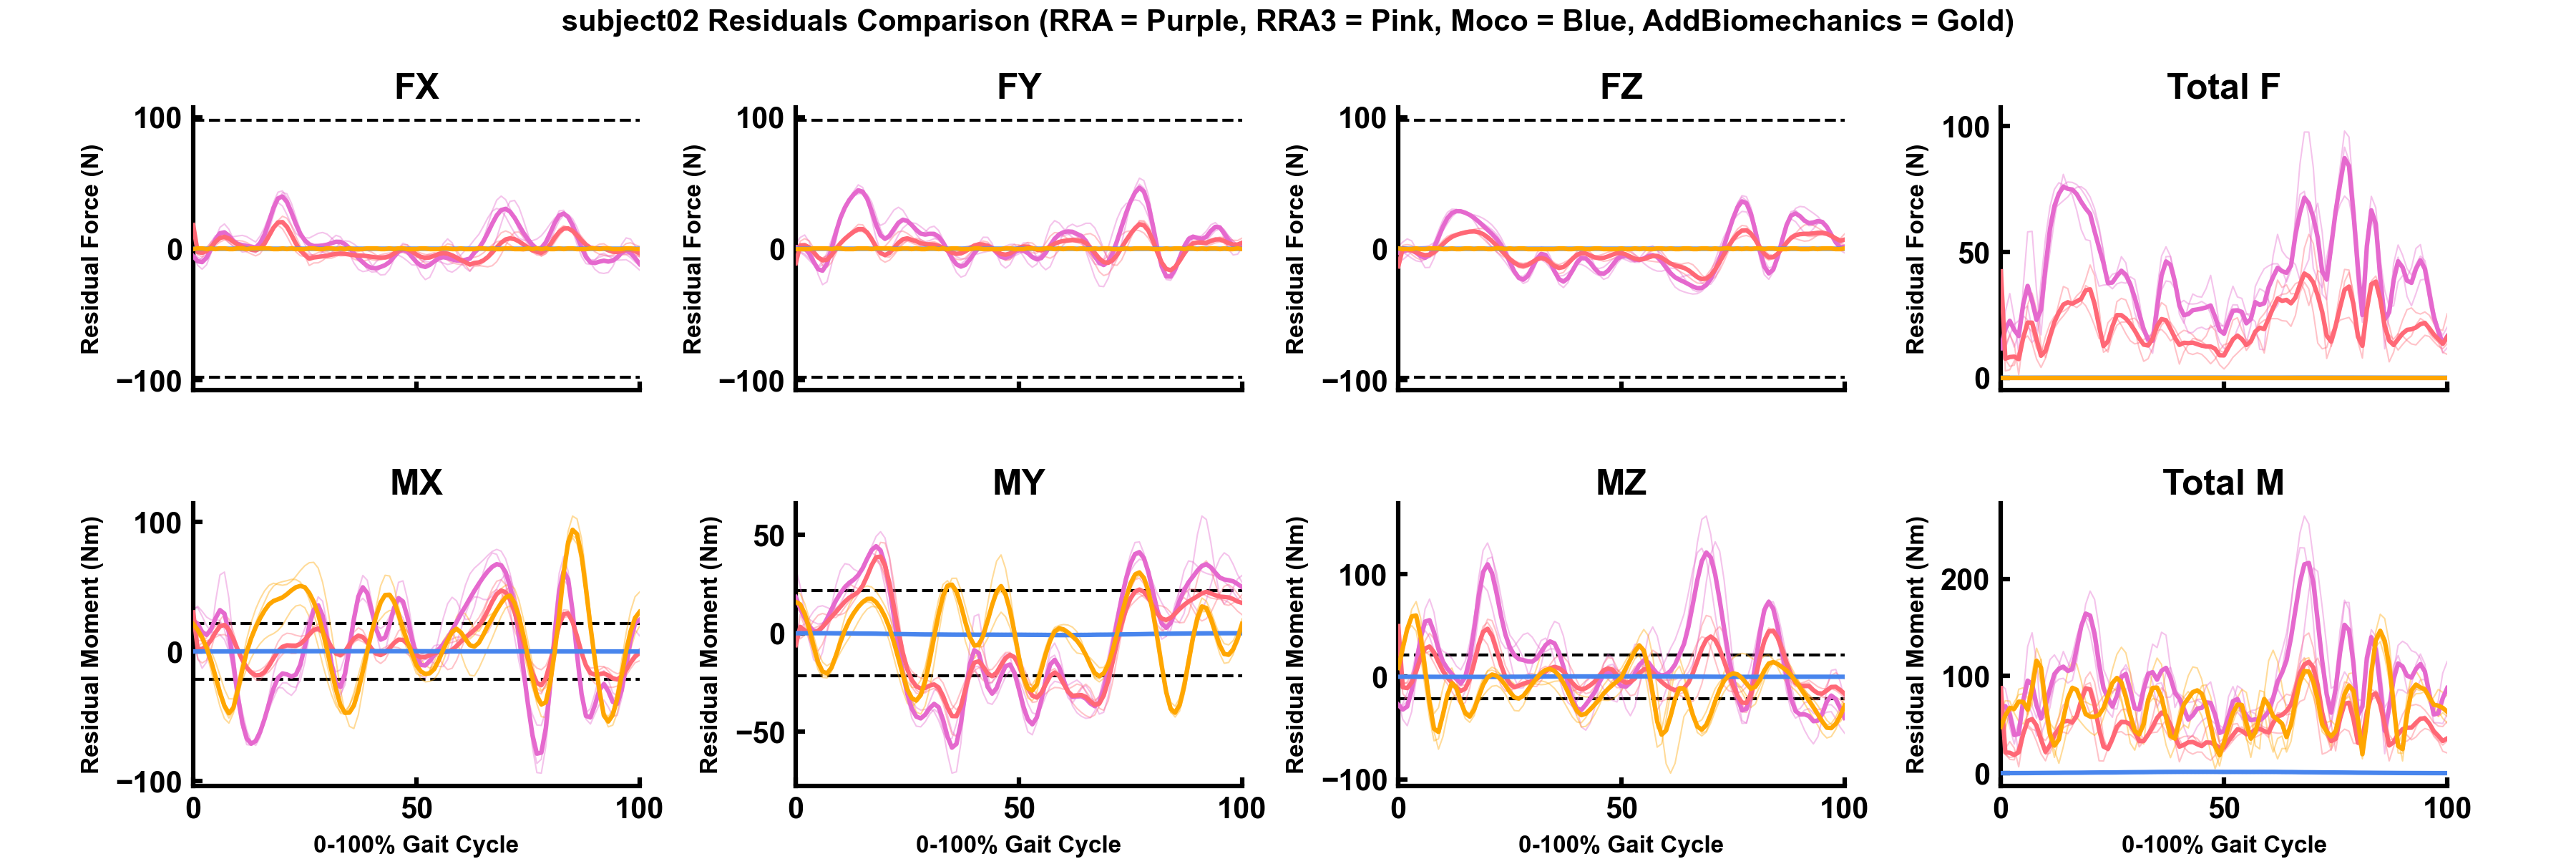 subject02 Residuals Comparison (RRA = Purple, RRA3 = Pink, Moco = Blue, AddBiomechanics = Gold)
FX
Residual Force (N)
100
0
−100
FY
Residual Force (N)
100
0
−100
FZ
Residual Force (N)
100
0
−100
Total F
Residual Force (N)
100
50
0
MX
Residual Moment (Nm)
100
0
−100
0 50 100
0-100% Gait Cycle
MY
Residual Moment (Nm)
50
0
−50
0 50 100
0-100% Gait Cycle
MZ
Residual Moment (Nm)
100
0
−100
0 50 100
0-100% Gait Cycle
Total M
Residual Moment (Nm)
200
100
0
0 50 100
0-100% Gait Cycle